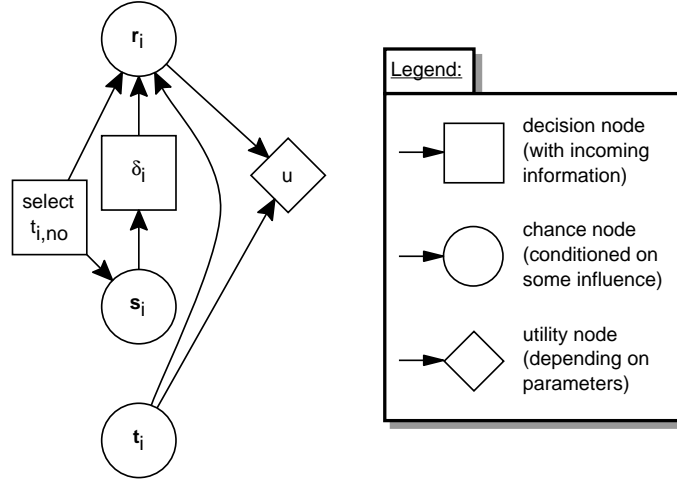 r_i
δ_i
u
select
t_i,no
s_i
t_i
Legend:
decision node
(with incoming
information)
chance node
(conditioned on
some influence)
utility node
(depending on
parameters)